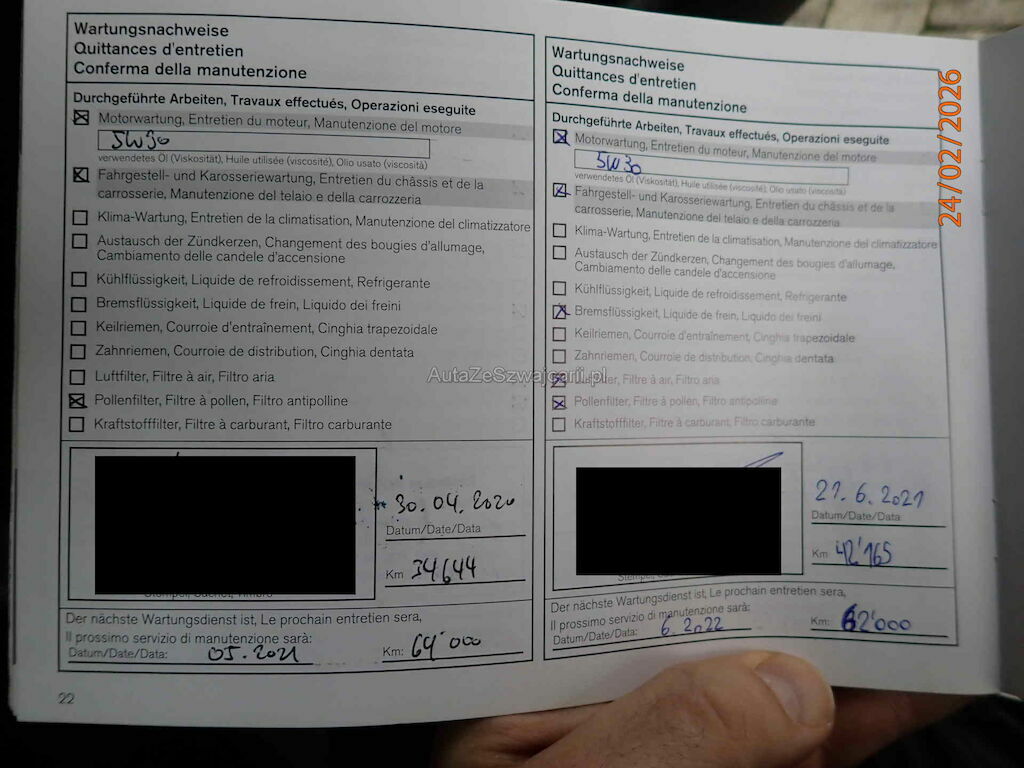 Wartungsnachweise
Quittances d'entretien
Conferma della manutenzione
Durchgeführte Arbeiten, Travaux effectués, Operazioni eseguite
Motorwartung, Entretien du moteur, Manutenzione del motore
5W30
verwendetes Öl (Viskosität), Huile utilisée (viscosité), Olio usato (viscosità)
Fahrgestell- und Karosseriewartung, Entretien du châssis et de la
carrosserie, Manutenzione del telaio e della carrozzeria
Klima-Wartung, Entretien de la climatisation, Manutenzione del climatizzatore
Austausch der Zündkerzen, Changement des bougies d'allumage,
Cambiamento delle candele d'accensione
Kühlflüssigkeit, Liquide de refroidissement, Refrigerante
Bremsflüssigkeit, Liquide de frein, Liquido dei freini
Keilriemen, Courroie d'entraînement, Cinghia trapezoidale
Zahnriemen, Courroie de distribution, Cinghia dentata
Luftfilter, Filtre à air, Filtro aria
Pollenfilter, Filtre à pollen, Filtro antipolline
Kraftstofffilter, Filtre à carburant, Filtro carburante
30.04.2020
Datum/Date/Data
Km 34644
Der nächste Wartungsdienst ist, Le prochain entretien sera,
Il prossimo servizio di manutenzione sarà:
Datum/Date/Data: 05.2021 Km: 64'000
22
Wartungsnachweise
Quittances d'entretien
Conferma della manutenzione
Durchgeführte Arbeiten, Travaux effectués, Operazioni eseguite
Motorwartung, Entretien du moteur, Manutenzione del motore
5W30
verwendetes Öl (Viskosität), Huile utilisée (viscosité), Olio usato (viscosità)
Fahrgestell- und Karosseriewartung, Entretien du châssis et de la
carrosserie, Manutenzione del telaio e della carrozzeria
Klima-Wartung, Entretien de la climatisation, Manutenzione del climatizzatore
Austausch der Zündkerzen, Changement des bougies d'allumage,
Cambiamento delle candele d'accensione
Kühlflüssigkeit, Liquide de refroidissement, Refrigerante
Bremsflüssigkeit, Liquide de frein, Liquido dei freini
Keilriemen, Courroie d'entraînement, Cinghia trapezoidale
Zahnriemen, Courroie de distribution, Cinghia dentata
Filtre à air, Filtro aria
Pollenfilter, Filtre à pollen, Filtro antipolline
Kraftstofffilter, Filtre à carburant, Filtro carburante
21.6.2021
Datum/Date/Data
Km 42'165
Der nächste Wartungsdienst ist, Le prochain entretien sera,
Il prossimo servizio di manutenzione sarà:
Datum/Date/Data: 6.2022 Km: 62'000
AutaZeSzwajcarii.pl
24/02/2026